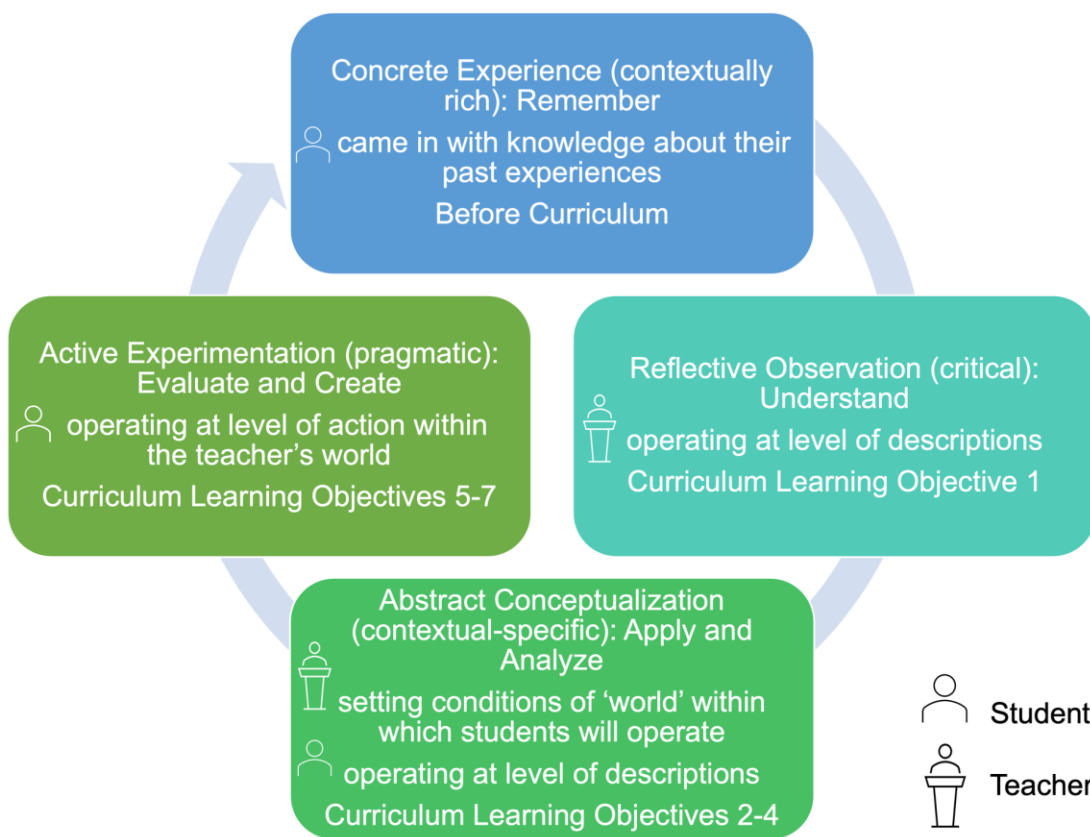 Concrete Experience (contextually
rich): Remember
came in with knowledge about their
past experiences
Before Curriculum
Reflective Observation (critical):
Understand
operating at level of descriptions
Curriculum Learning Objective 1
Abstract Conceptualization
(contextual-specific): Apply and
Analyze
setting conditions of ‘world’ within
which students will operate
operating at level of descriptions
Curriculum Learning Objectives 2-4
Active Experimentation (pragmatic):
Evaluate and Create
operating at level of action within
the teacher’s world
Curriculum Learning Objectives 5-7
Student
Teacher